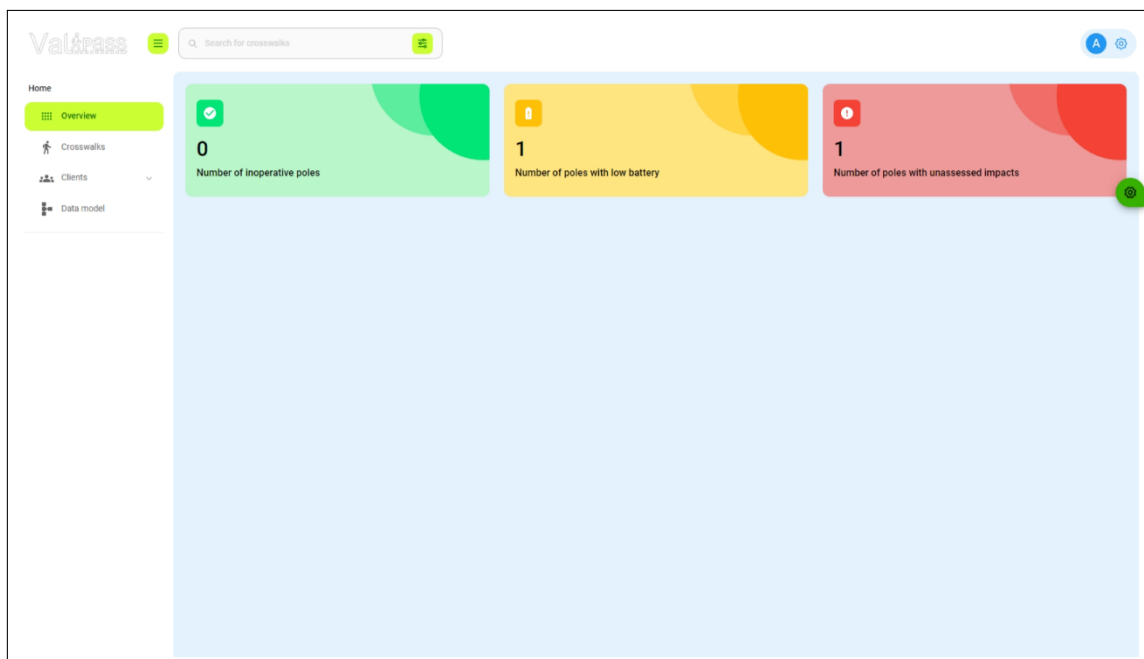 Valipass
Search for crosswalks
A
Home
Overview
Crosswalks
Clients
Data model
0
Number of inoperative poles
1
Number of poles with low battery
1
Number of poles with unassessed impacts